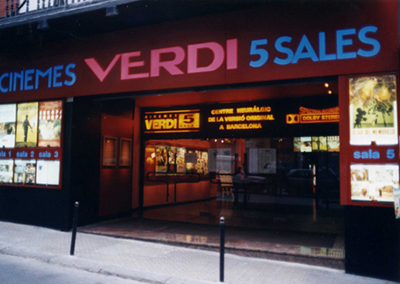 CINEMES VERDI 5 SALES
CINEMES
VERDI 5
CENTRE NEURÀLGIC
DE LA VERSIÓ ORIGINAL
A BARCELONA
DOLBY STEREO
sala 1 sala 2 sala 3
sala 5